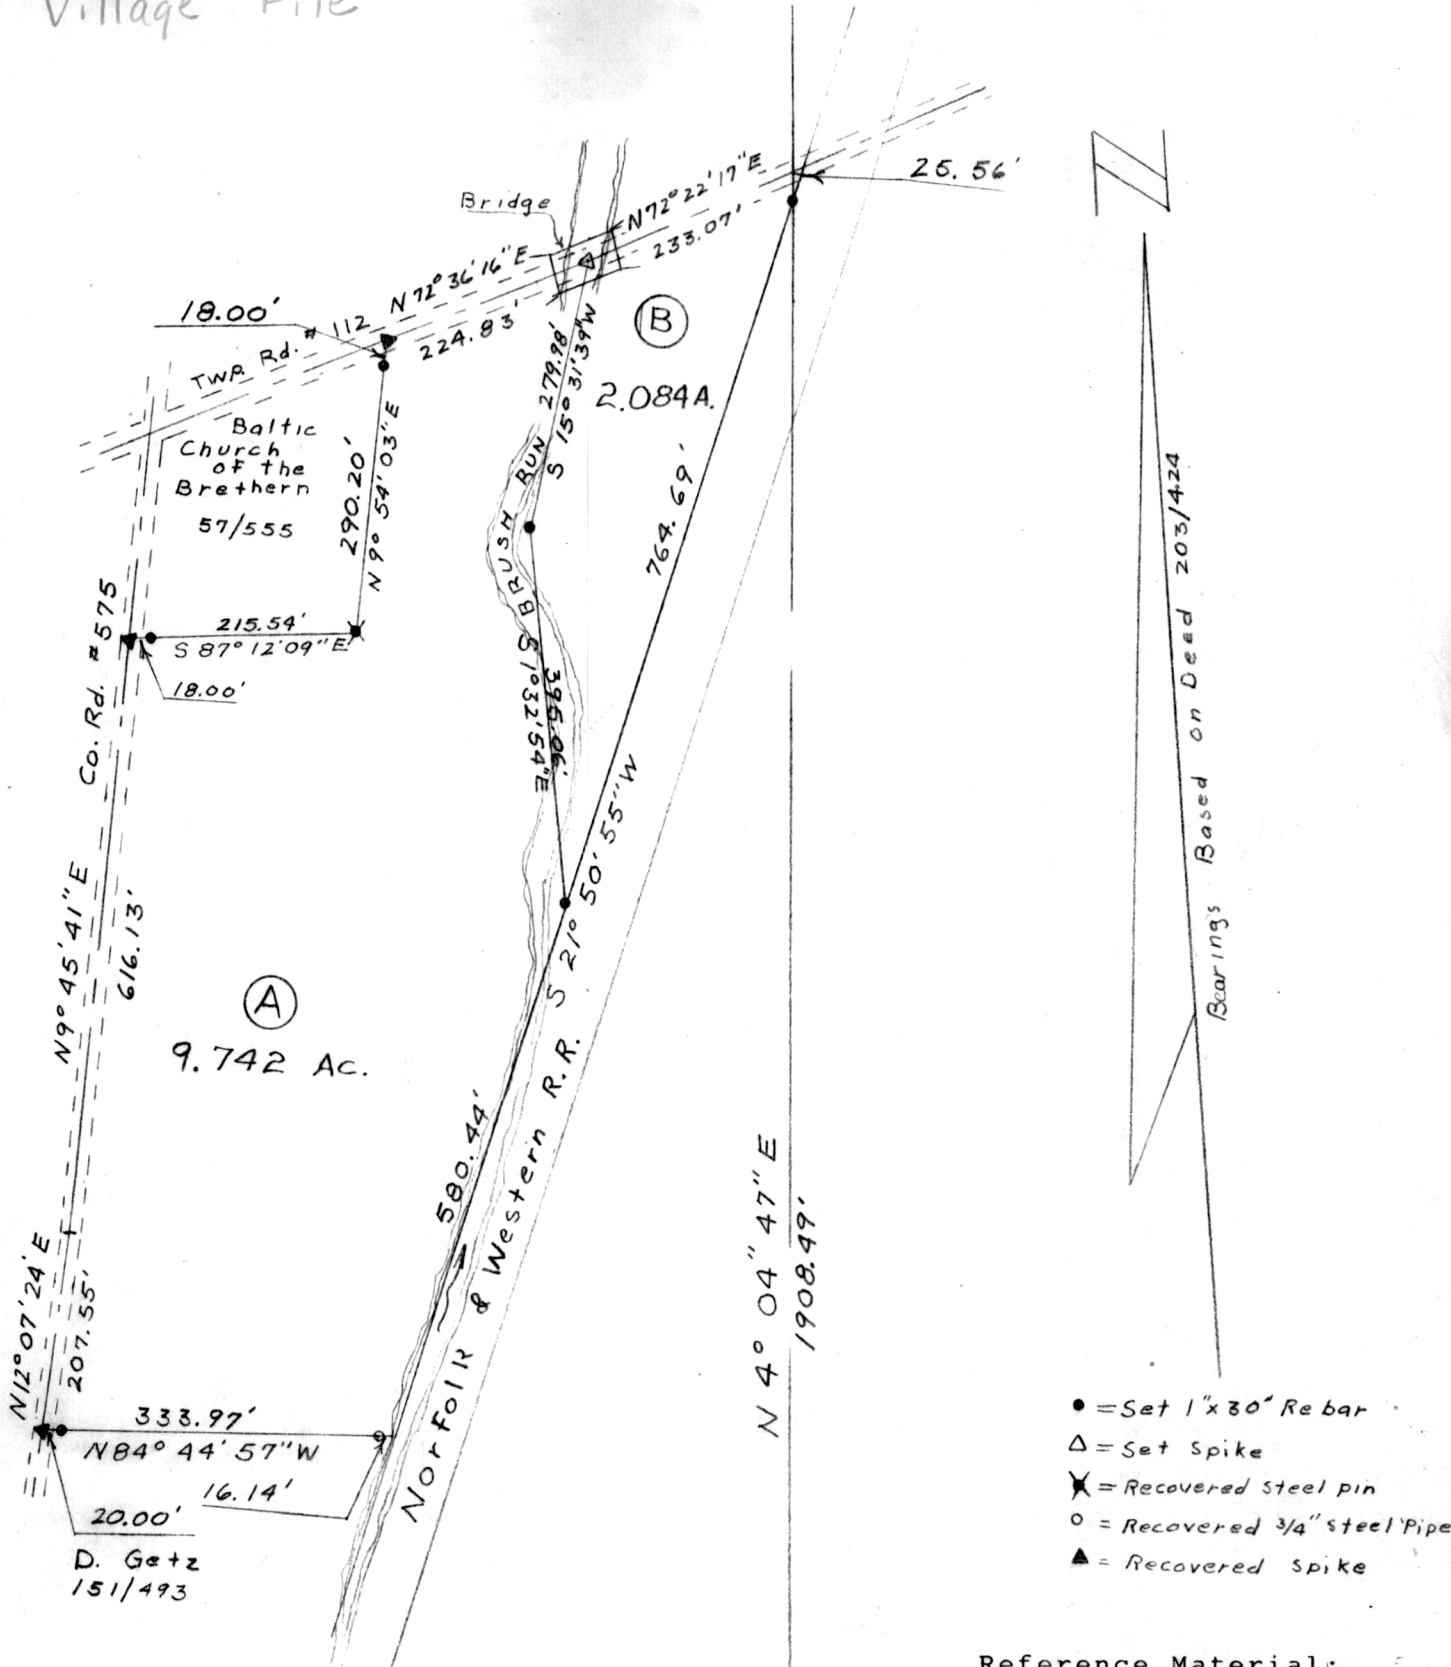 Village File
25.56'
Bridge
N72° 22' 17" E
233.07'
N 72° 36' 16" E
224.83'
18.00'
TWP. Rd. # 112
B
2.084A.
279.98'
S 15° 31' 39" W
Baltic
Church
of the
Brethern
57/555
290.20'
N 9° 54' 03" E
BRUSH RUN
764.69'
215.54'
S 87° 12' 09" E
18.00'
Co. Rd. # 575
395.06'
S 1° 32' 54" E
S 21° 50' 55" W
N9° 45' 41" E
616.13'
A
9.742 Ac.
580.44'
Norfolk & Western R.R.
N 4° 04' 47" E
1908.49'
N12° 07' 24" E
207.55'
333.97'
N84° 44' 57" W
16.14'
20.00'
D. Getz
151/493
N
Bearings Based on Deed 203/424
= Set 1" x 30" Rebar
= Set Spike
= Recovered Steel pin
= Recovered 3/4" Steel Pipe
= Recovered Spike
Reference Material: